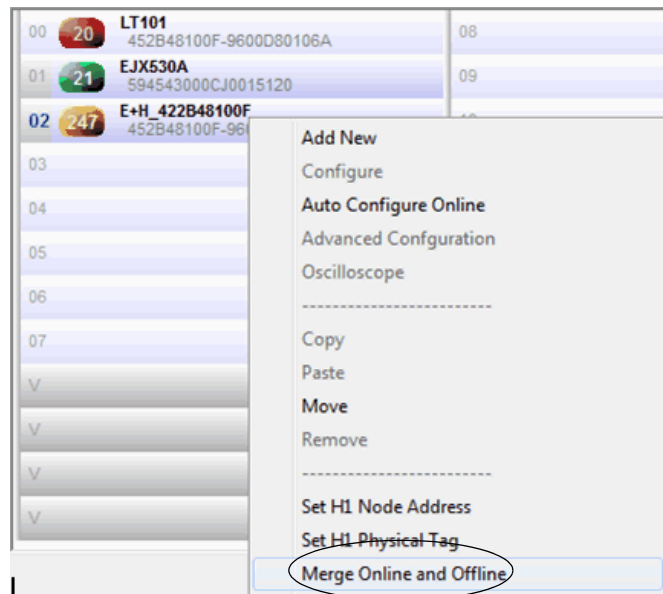 00 20 LT101
452B48100F-9600D80106A
08
01 21 EJX530A
594543000CJ0015120
09
02 247 E+H_422B48100F
452B48100F-960
03
04
05
06
07
V
V
V
V
Add New
Configure
Auto Configure Online
Advanced Confguration
Oscilloscope
------------------------
Copy
Paste
Move
Remove
------------------------
Set H1 Node Address
Set H1 Physical Tag
Merge Online and Offline